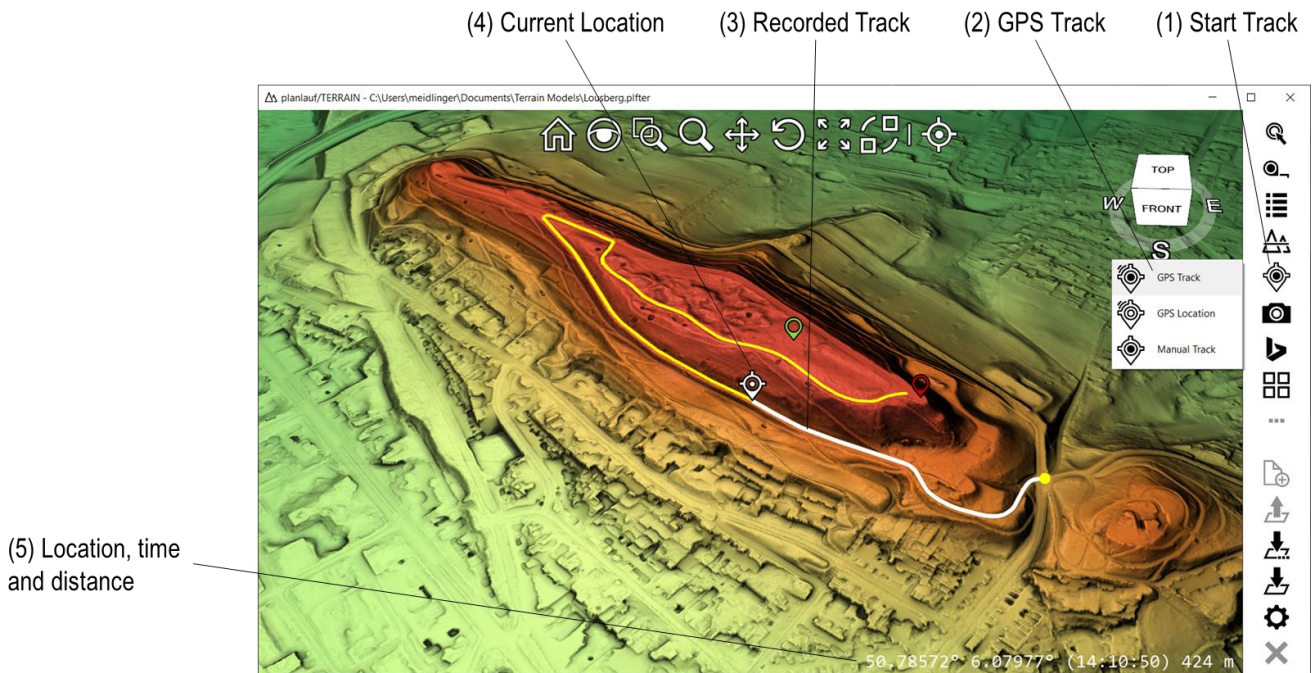 (4) Current Location
(3) Recorded Track
(2) GPS Track
(1) Start Track
planlauf/TERRAIN - C:\Users\meidlinger\Documents\Terrain Models\Lousberg.plfter
TOP
W
FRONT
E
S
GPS Track
GPS Location
Manual Track
(5) Location, time
and distance
50.78572° 6.07977° (14:10:50) 424 m